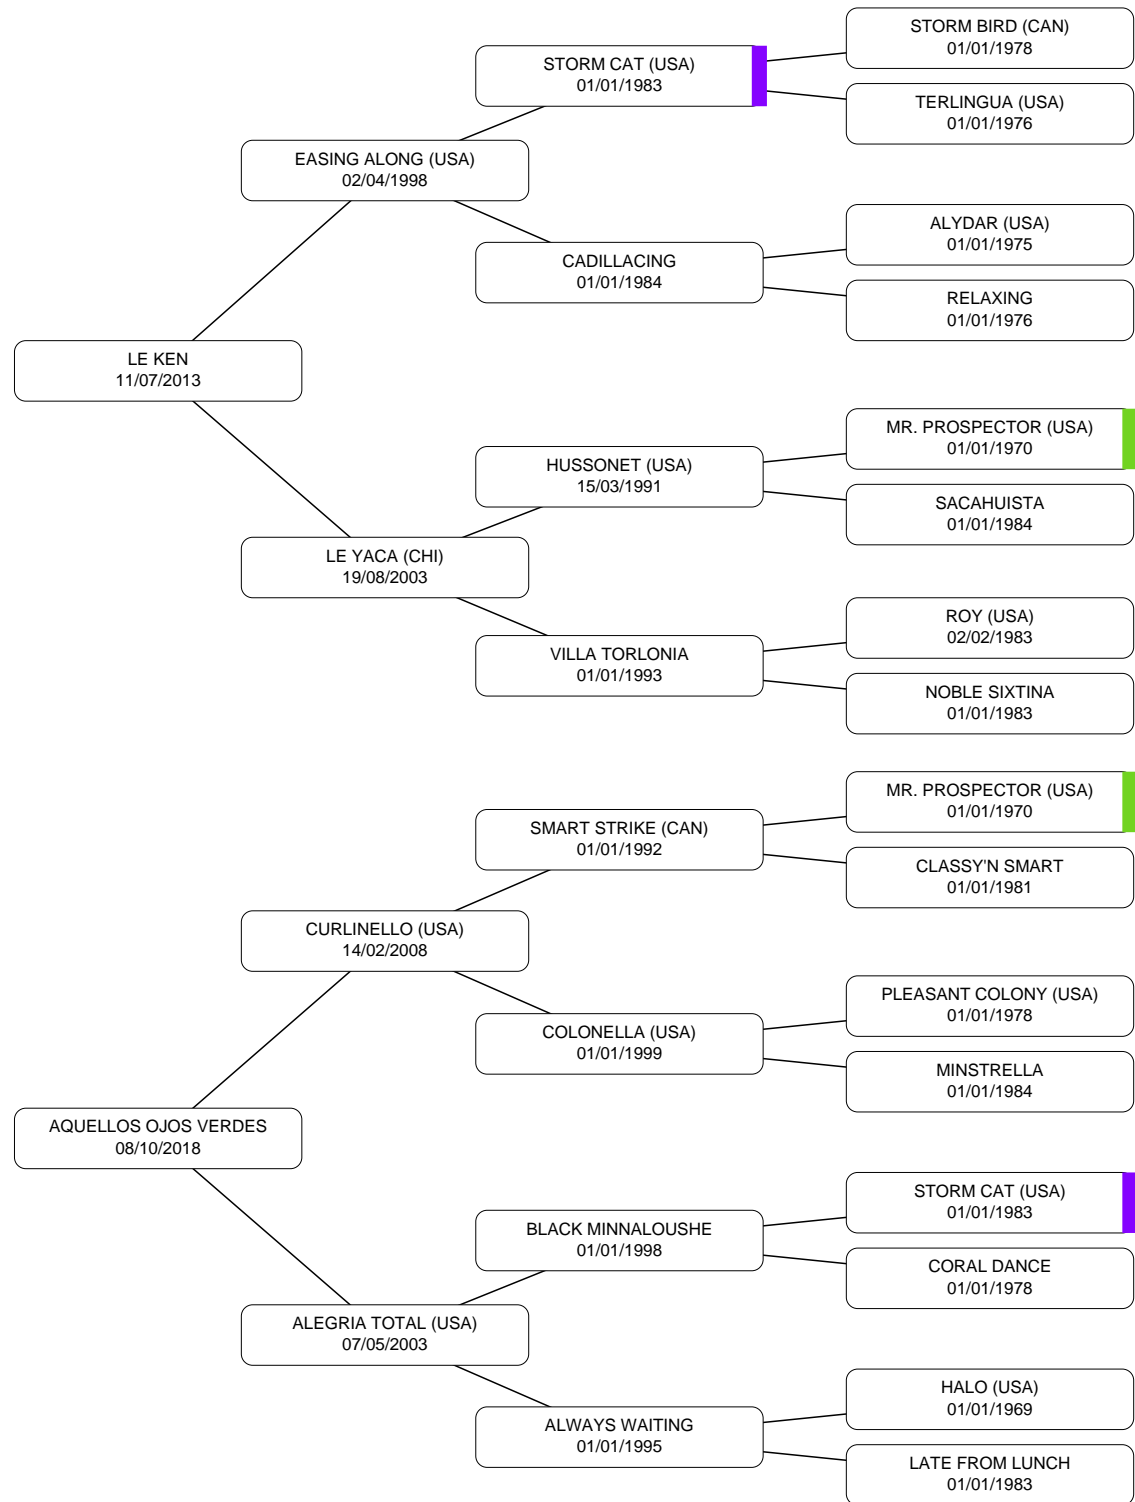 STORM BIRD (CAN)
01/01/1978
STORM CAT (USA)
01/01/1983
TERLINGUA (USA)
01/01/1976
EASING ALONG (USA)
02/04/1998
ALYDAR (USA)
01/01/1975
CADILLACING
01/01/1984
RELAXING
01/01/1976
LE KEN
11/07/2013
MR. PROSPECTOR (USA)
01/01/1970
HUSSONET (USA)
15/03/1991
SACAHUISTA
01/01/1984
LE YACA (CHI)
19/08/2003
ROY (USA)
02/02/1983
VILLA TORLONIA
01/01/1993
NOBLE SIXTINA
01/01/1983
MR. PROSPECTOR (USA)
01/01/1970
SMART STRIKE (CAN)
01/01/1992
CLASSY'N SMART
01/01/1981
CURLINELLO (USA)
14/02/2008
PLEASANT COLONY (USA)
01/01/1978
COLONELLA (USA)
01/01/1999
MINSTRELLA
01/01/1984
AQUELLOS OJOS VERDES
08/10/2018
STORM CAT (USA)
01/01/1983
BLACK MINNALOUSHE
01/01/1998
CORAL DANCE
01/01/1978
ALEGRIA TOTAL (USA)
07/05/2003
HALO (USA)
01/01/1969
ALWAYS WAITING
01/01/1995
LATE FROM LUNCH
01/01/1983